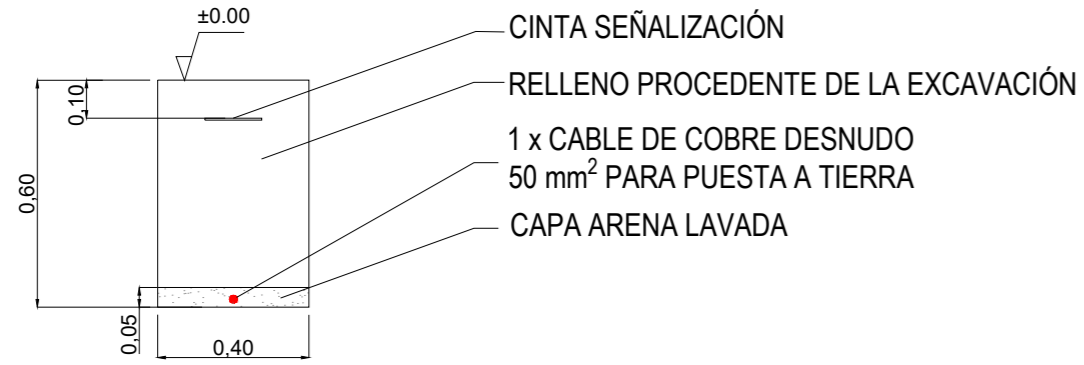 ±0.00
CINTA SEÑALIZACIÓN
0,10
RELLENO PROCEDENTE DE LA EXCAVACIÓN
1 x CABLE DE COBRE DESNUDO
50 mm² PARA PUESTA A TIERRA
0,60
CAPA ARENA LAVADA
0,05
0,40